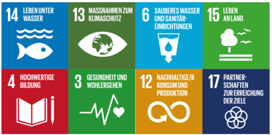 14 LEBEN UNTER
WASSER
13 MASSNAHMEN ZUM
KLIMASCHUTZ
6 SAUBERES WASSER
UND SANITÄR-
EINRICHTUNGEN
15 LEBEN
AN LAND
4 HOCHWERTIGE
BILDUNG
3 GESUNDHEIT UND
WOHLERGEHEN
12 NACHHALTIGE/R
KONSUM UND
PRODUKTION
17 PARTNER-
SCHAFTEN
ZUR ERREICHUNG
DER ZIELE